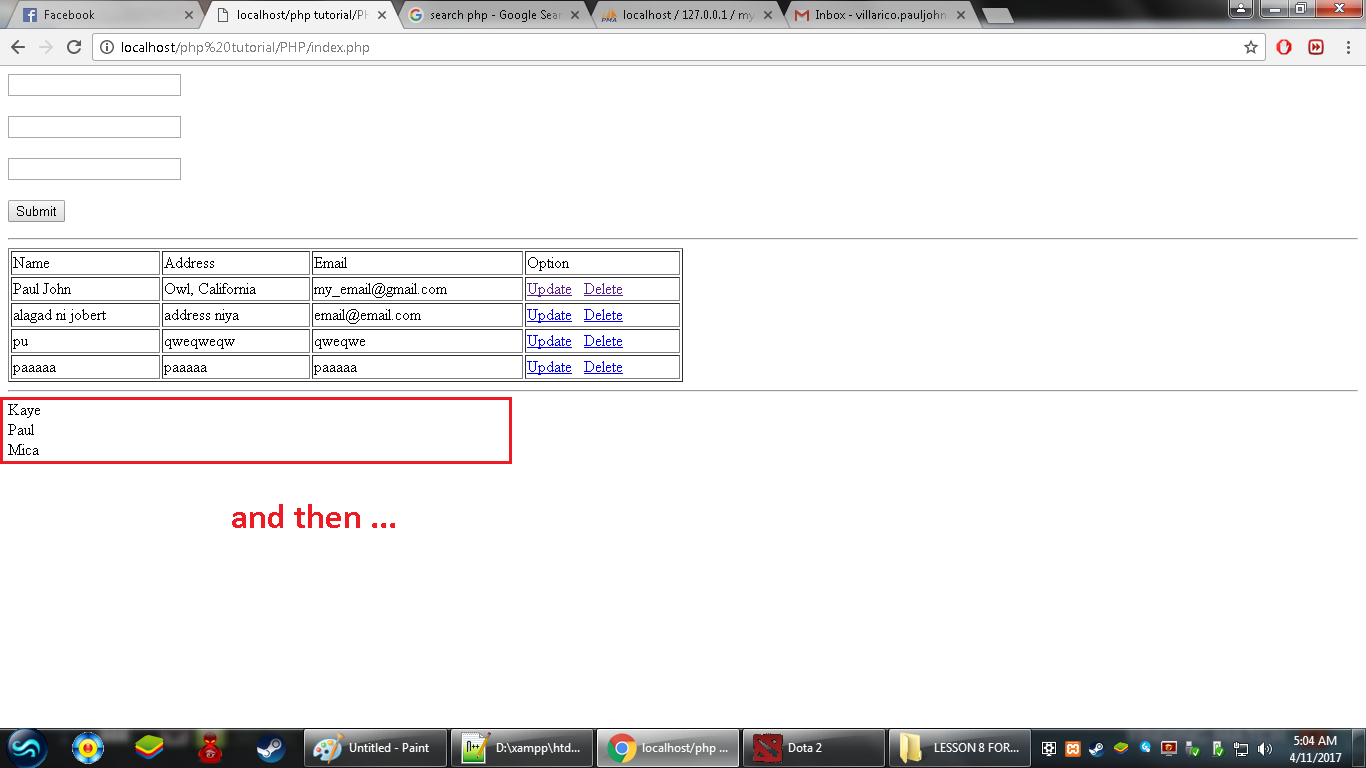 Facebook
localhost/php tutorial/PH
search php - Google Sear
localhost / 127.0.0.1 / my
Inbox - villarico.pauljohn
localhost/php%20tutorial/PHP/index.php
Submit
Name Address Email Option
Paul John Owl, California my_email@gmail.com Update Delete
alagad ni jobert address niya email@email.com Update Delete
pu qweqweqw qweqwe Update Delete
paaaaa paaaaa paaaaa Update Delete
Kaye
Paul
Mica
and then ...
Untitled - Paint
D:\xampp\htd...
localhost/php ...
Dota 2
LESSON 8 FOR...
5:04 AM
4/11/2017